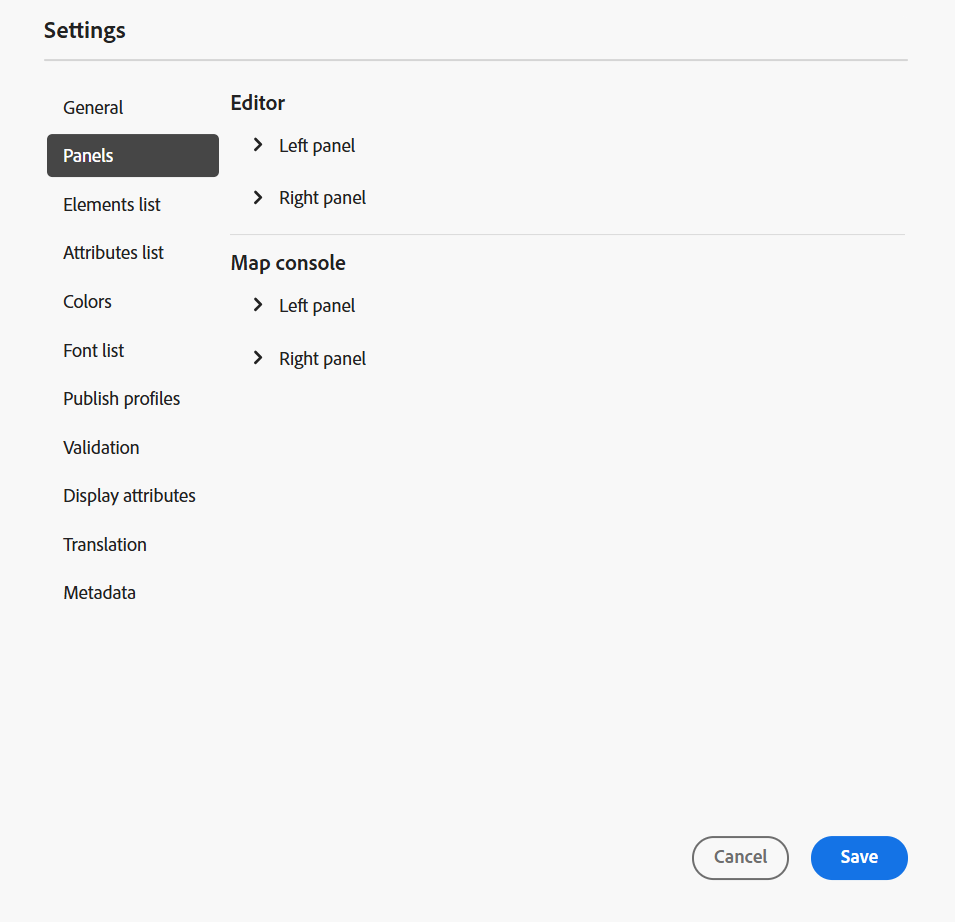 Settings
General
Panels
Elements list
Attributes list
Colors
Font list
Publish profiles
Validation
Display attributes
Translation
Metadata
Editor
Left panel
Right panel
Map console
Left panel
Right panel
Cancel
Save